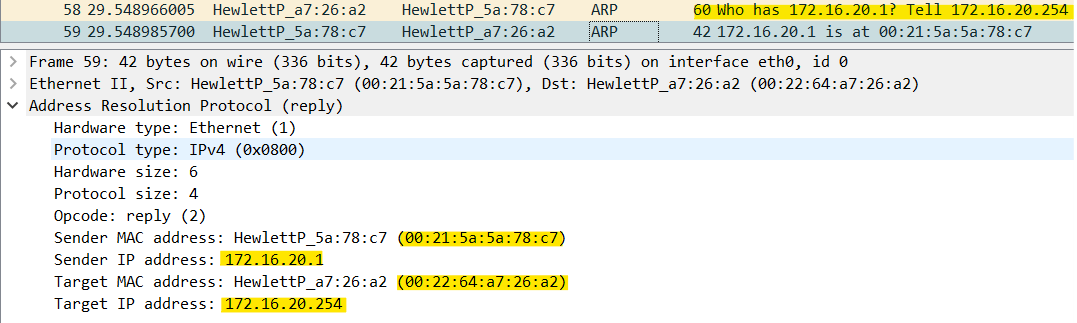 58 29.548966005 HewlettP_a7:26:a2 HewlettP_5a:78:c7 ARP 60 Who has 172.16.20.1? Tell 172.16.20.254
59 29.548985700 HewlettP_5a:78:c7 HewlettP_a7:26:a2 ARP 42 172.16.20.1 is at 00:21:5a:5a:78:c7
Frame 59: 42 bytes on wire (336 bits), 42 bytes captured (336 bits) on interface eth0, id 0
Ethernet II, Src: HewlettP_5a:78:c7 (00:21:5a:5a:78:c7), Dst: HewlettP_a7:26:a2 (00:22:64:a7:26:a2)
Address Resolution Protocol (reply)
Hardware type: Ethernet (1)
Protocol type: IPv4 (0x0800)
Hardware size: 6
Protocol size: 4
Opcode: reply (2)
Sender MAC address: HewlettP_5a:78:c7 (00:21:5a:5a:78:c7)
Sender IP address: 172.16.20.1
Target MAC address: HewlettP_a7:26:a2 (00:22:64:a7:26:a2)
Target IP address: 172.16.20.254